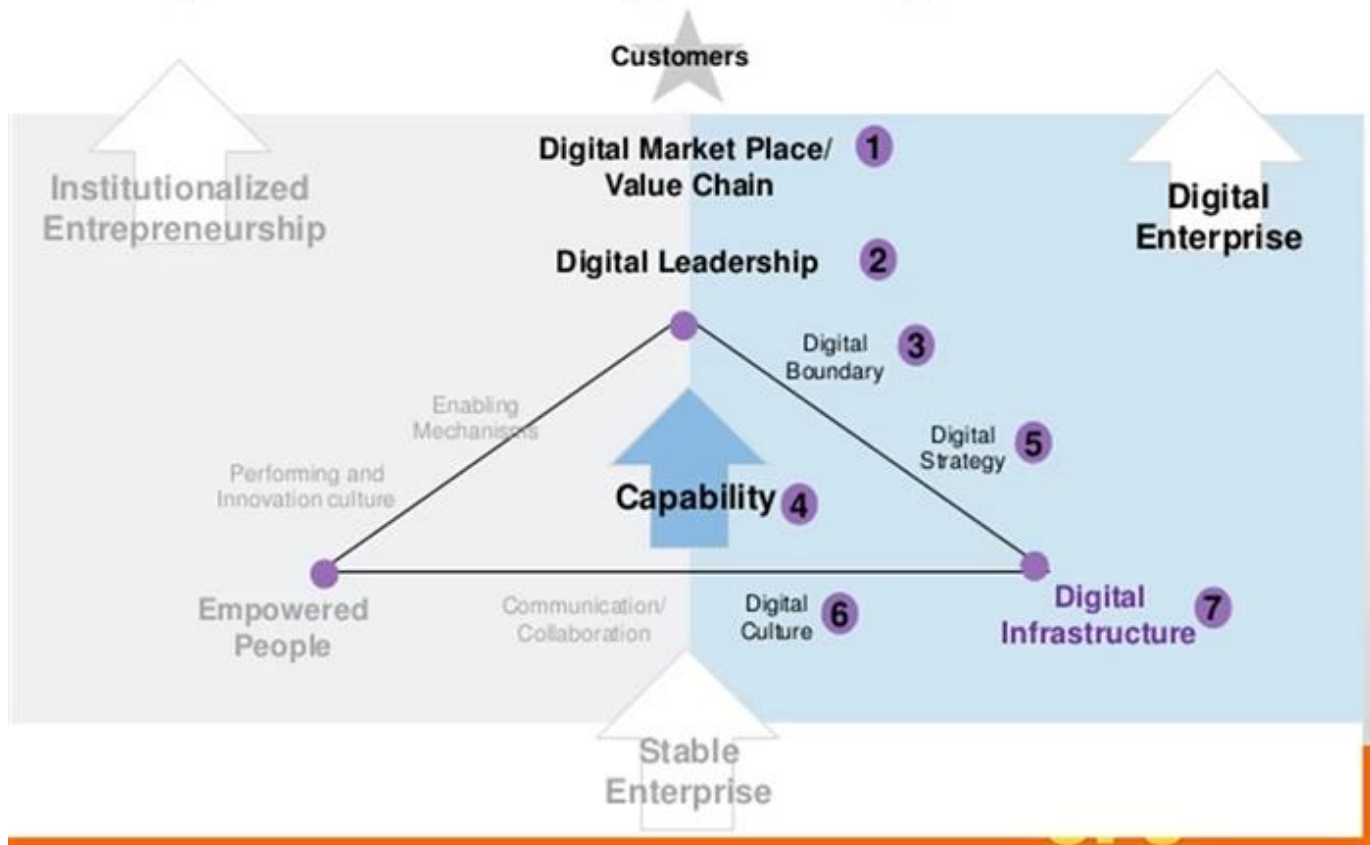 Customers
Digital Market Place/ 1
Value Chain
Institutionalized
Entrepreneurship
Digital
Enterprise
Digital Leadership 2
Digital 3
Boundary
Enabling
Mechanisms
Digital 5
Strategy
Performing and
Innovation culture
Capability 4
Empowered
People
Communication/
Collaboration
Digital 6
Culture
Digital 7
Infrastructure
Stable
Enterprise